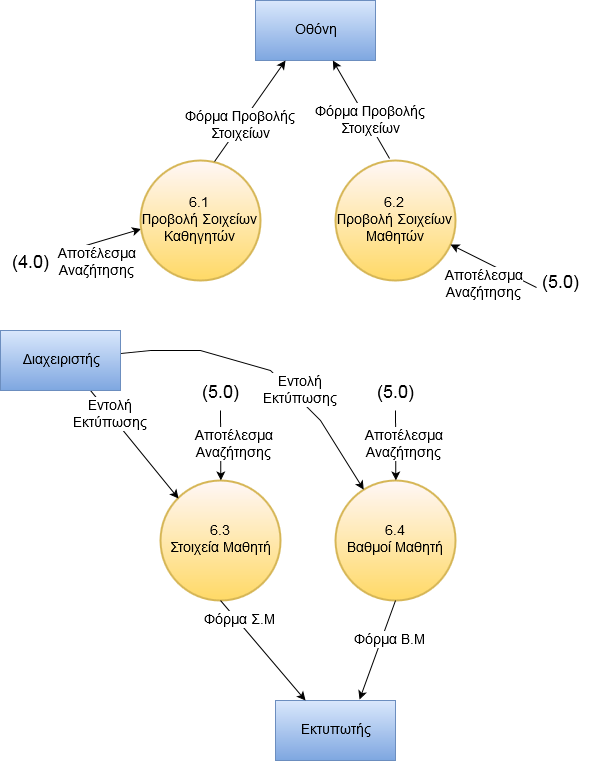 Οθόνη
Φόρμα Προβολής
Στοιχείων
Φόρμα Προβολής
Στοιχείων
6.1
Προβολή Σοιχείων
Καθηγητών
6.2
Προβολή Σοιχείων
Μαθητών
(4.0)
Αποτέλεσμα
Αναζήτησης
Αποτέλεσμα
Αναζήτησης
(5.0)
Διαχειριστής
Εντολή
Εκτύπωσης
(5.0)
Εντολή
Εκτύπωσης
(5.0)
Αποτέλεσμα
Αναζήτησης
Αποτέλεσμα
Αναζήτησης
6.3
Στοιχεία Μαθητή
6.4
Βαθμοί Μαθητή
Φόρμα Σ.Μ
Φόρμα Β.Μ
Εκτυπωτής